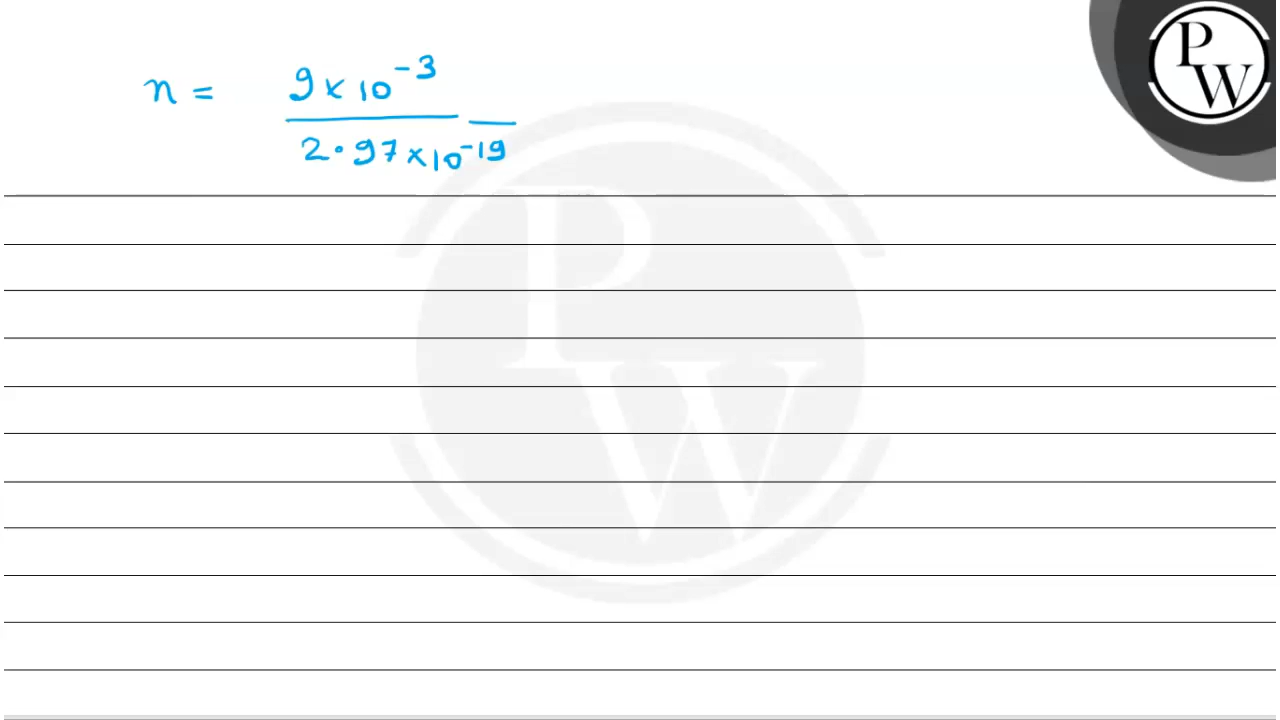 P
W
n = 9 × 10⁻³ / 2.97 × 10⁻¹⁹
P
W